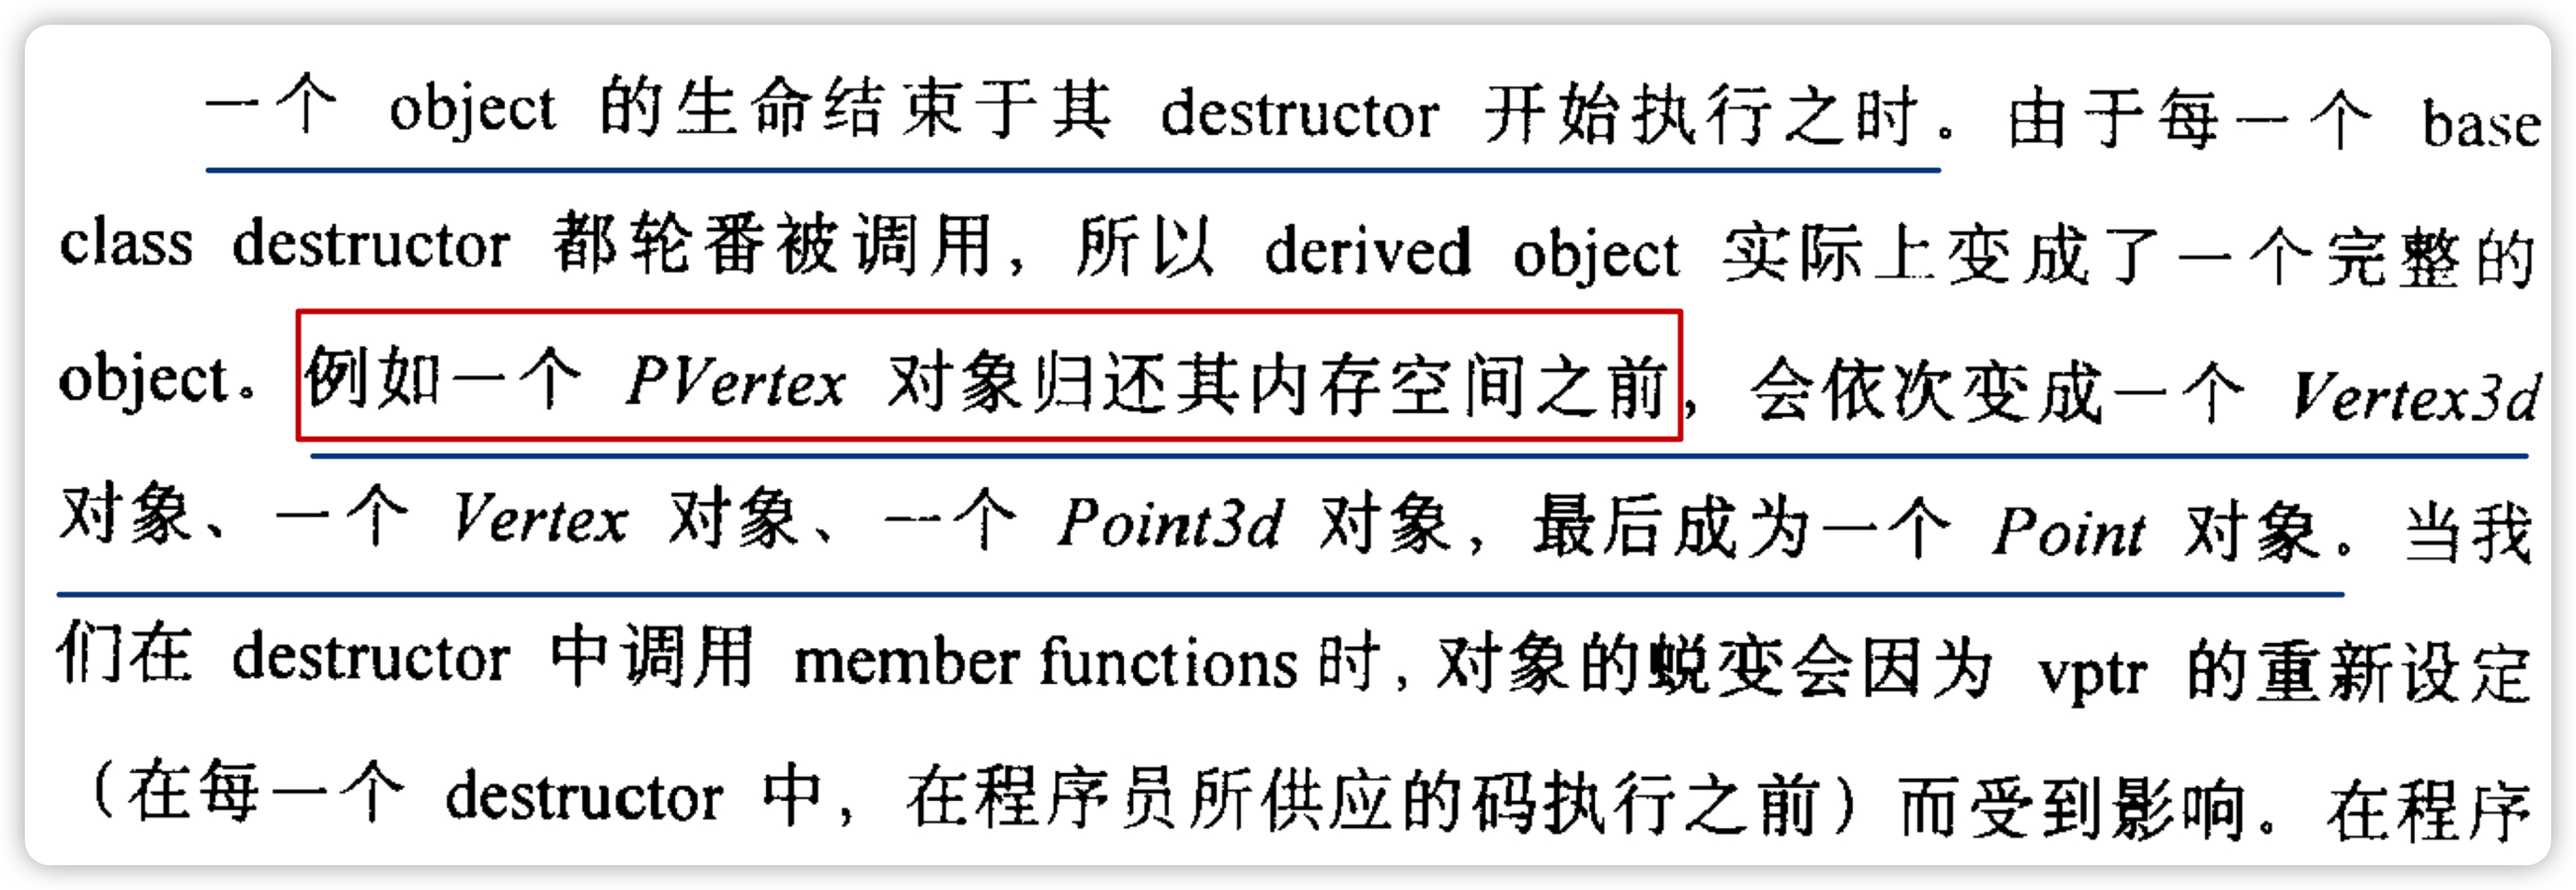 一个 object 的生命结束于其 destructor 开始执行之时。由于每一个 base
class destructor 都轮番被调用，所以 derived object 实际上变成了一个完整的
object。例如一个 PVertex 对象归还其内存空间之前，会依次变成一个 Vertex3d
对象、一个 Vertex 对象、一个 Point3d 对象，最后成为一个 Point 对象。当我
们在 destructor 中调用 member functions 时，对象的蜕变会因为 vptr 的重新设定
（在每一个 destructor 中，在程序员所供应的码执行之前）而受到影响。在程序